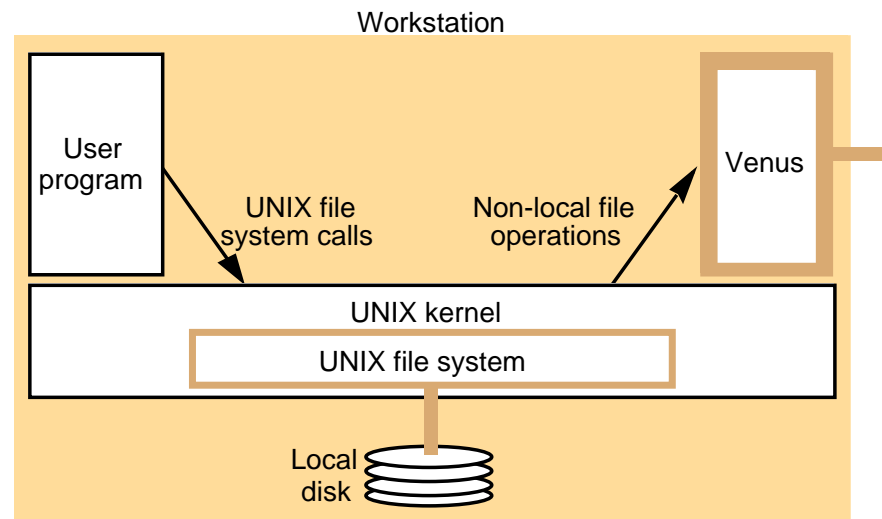 Workstation
User
program
Venus
UNIX file
system calls
Non-local file
operations
UNIX kernel
UNIX file system
Local
disk